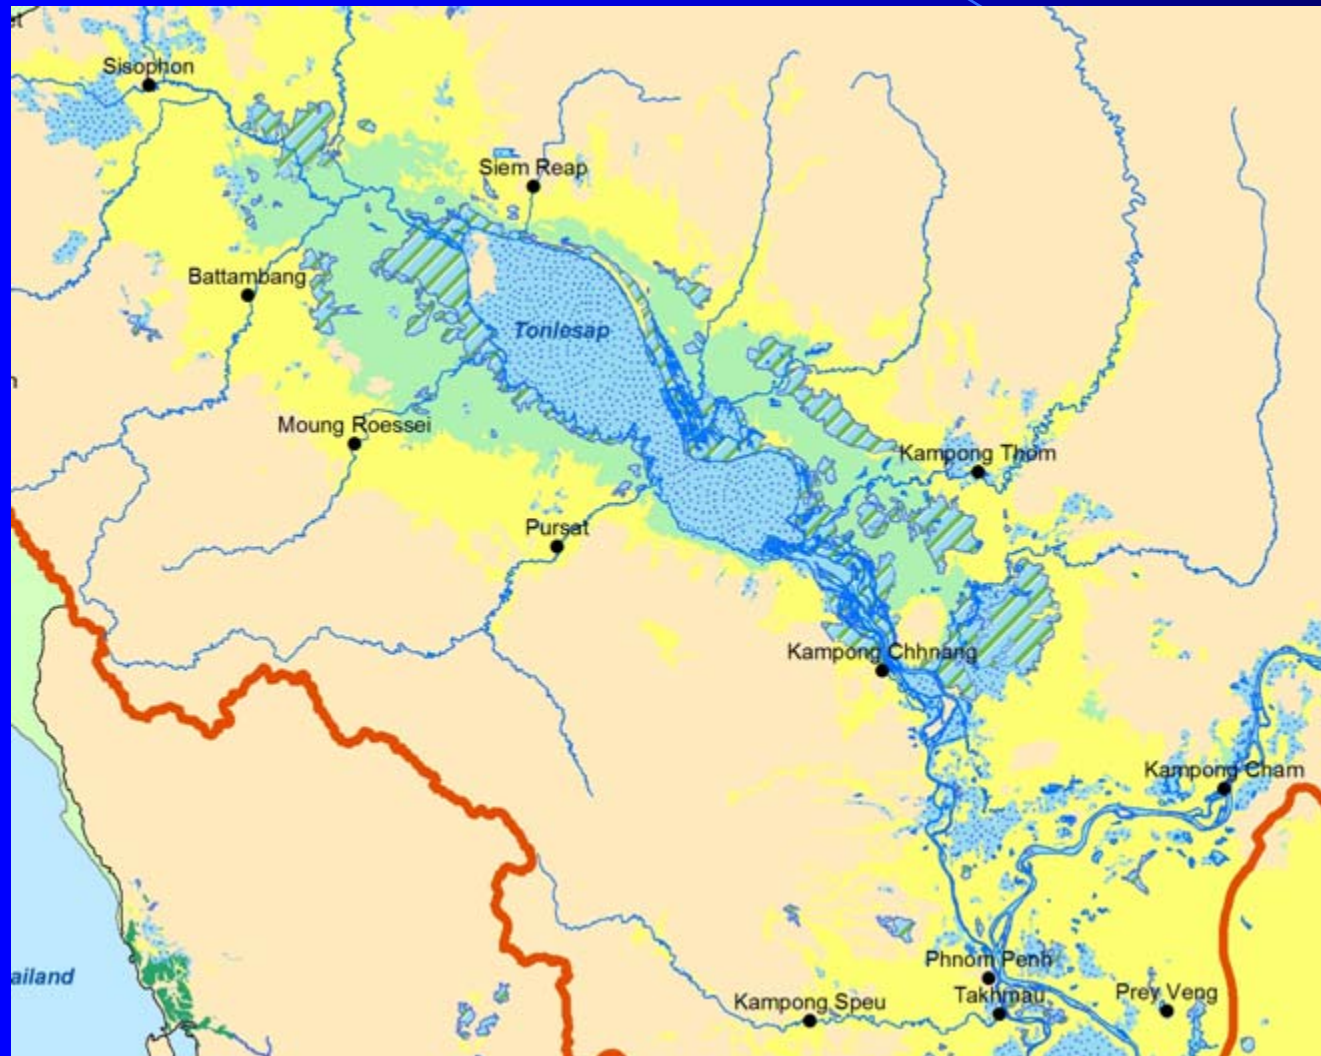 Sisophon
Siem Reap
Battambang
Tonlesap
Moung Roessei
Kampong Thom
Pursat
Kampong Chhnang
Kampong Cham
Phnom Penh
Takhmau
Prey Veng
Kampong Speu
ailand